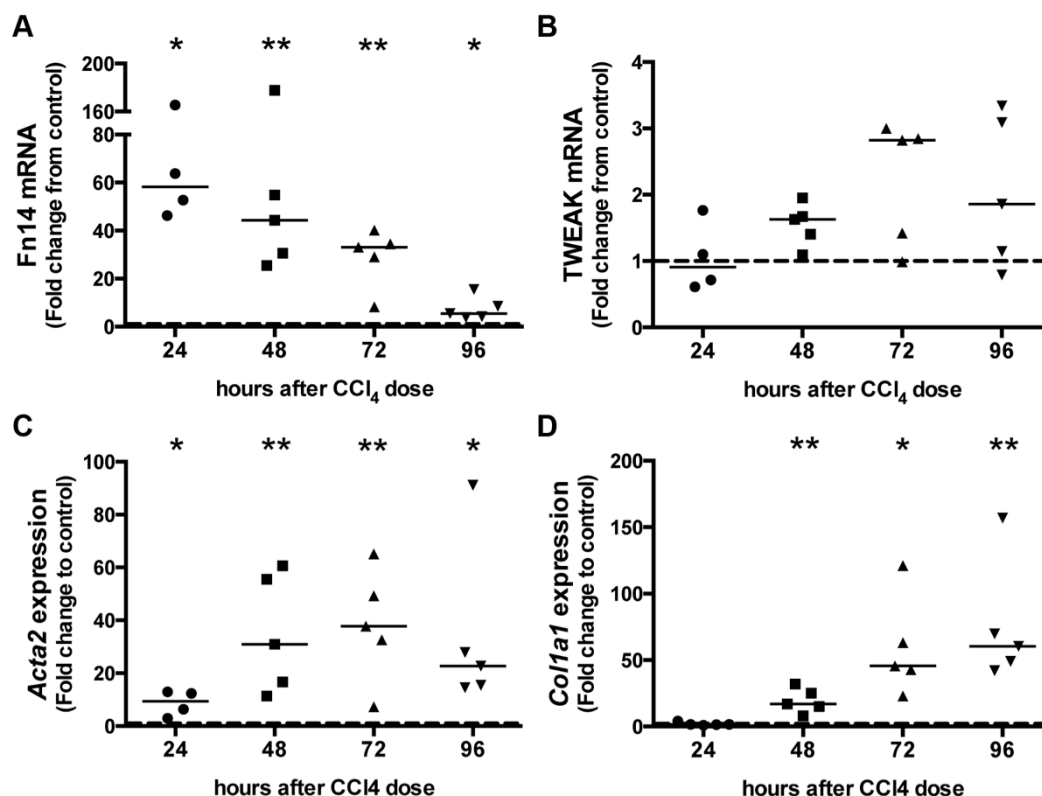 A
* ** ** *
200
160
80
60
40
20
0
Fn14 mRNA
(Fold change from control)
24 48 72 96
hours after CCl₄ dose
B
4
3
2
1
0
TWEAK mRNA
(Fold change from control)
24 48 72 96
hours after CCl₄ dose
C
* ** ** *
100
80
60
40
20
0
Acta2 expression
(Fold change to control)
24 48 72 96
hours after CCl4 dose
D
** * **
200
150
100
50
0
Col1a1 expression
(Fold change to control)
24 48 72 96
hours after CCl4 dose